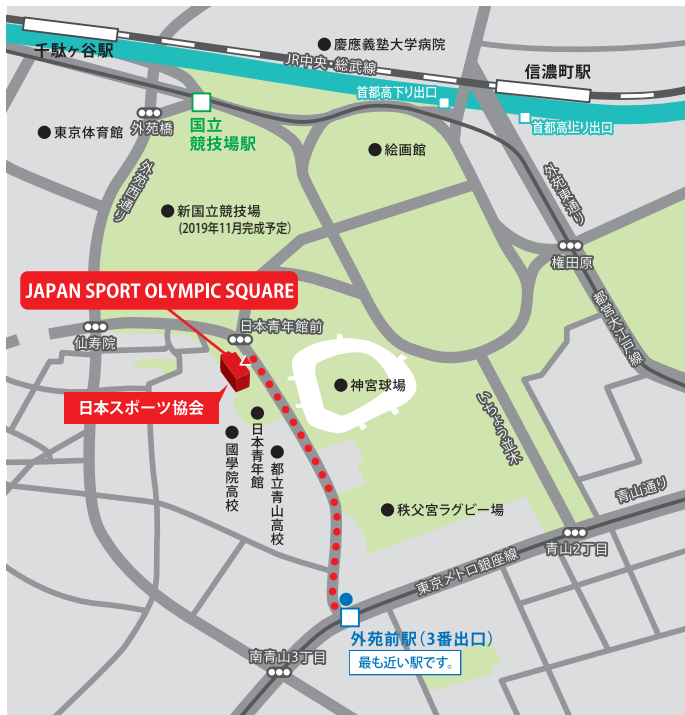 千駄ヶ谷駅
慶應義塾大学病院
JR中央・総武線
信濃町駅
首都高下り出口
首都高上り出口
国立
競技場駅
外苑橋
東京体育館
絵画館
外苑西通り
外苑東通り
新国立競技場
(2019年11月完成予定)
権田原
JAPAN SPORT OLYMPIC SQUARE
都営大江戸線
日本青年館前
仙寿院
神宮球場
日本スポーツ協会
いちょう並木
日本青年館
國學院高校
都立青山高校
秩父宮ラグビー場
青山通り
青山2丁目
東京メトロ銀座線
外苑前駅(3番出口)
最も近い駅です。
南青山3丁目